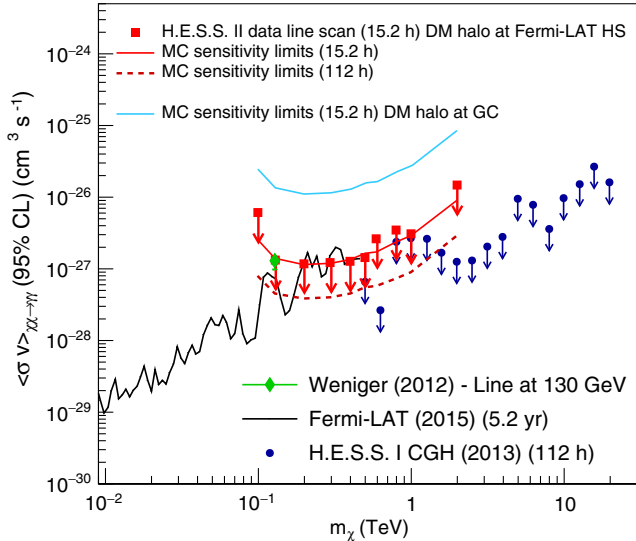 H.E.S.S. II data line scan (15.2 h) DM halo at Fermi-LAT HS
MC sensitivity limits (15.2 h)
MC sensitivity limits (112 h)
MC sensitivity limits (15.2 h) DM halo at GC
<σ v>χχ→γγ (95% CL) (cm³ s⁻¹)
10⁻²⁴
10⁻²⁵
10⁻²⁶
10⁻²⁷
10⁻²⁸
10⁻²⁹
10⁻³⁰
Weniger (2012) - Line at 130 GeV
Fermi-LAT (2015) (5.2 yr)
H.E.S.S. I CGH (2013) (112 h)
10⁻² 10⁻¹ 1 10
mχ (TeV)